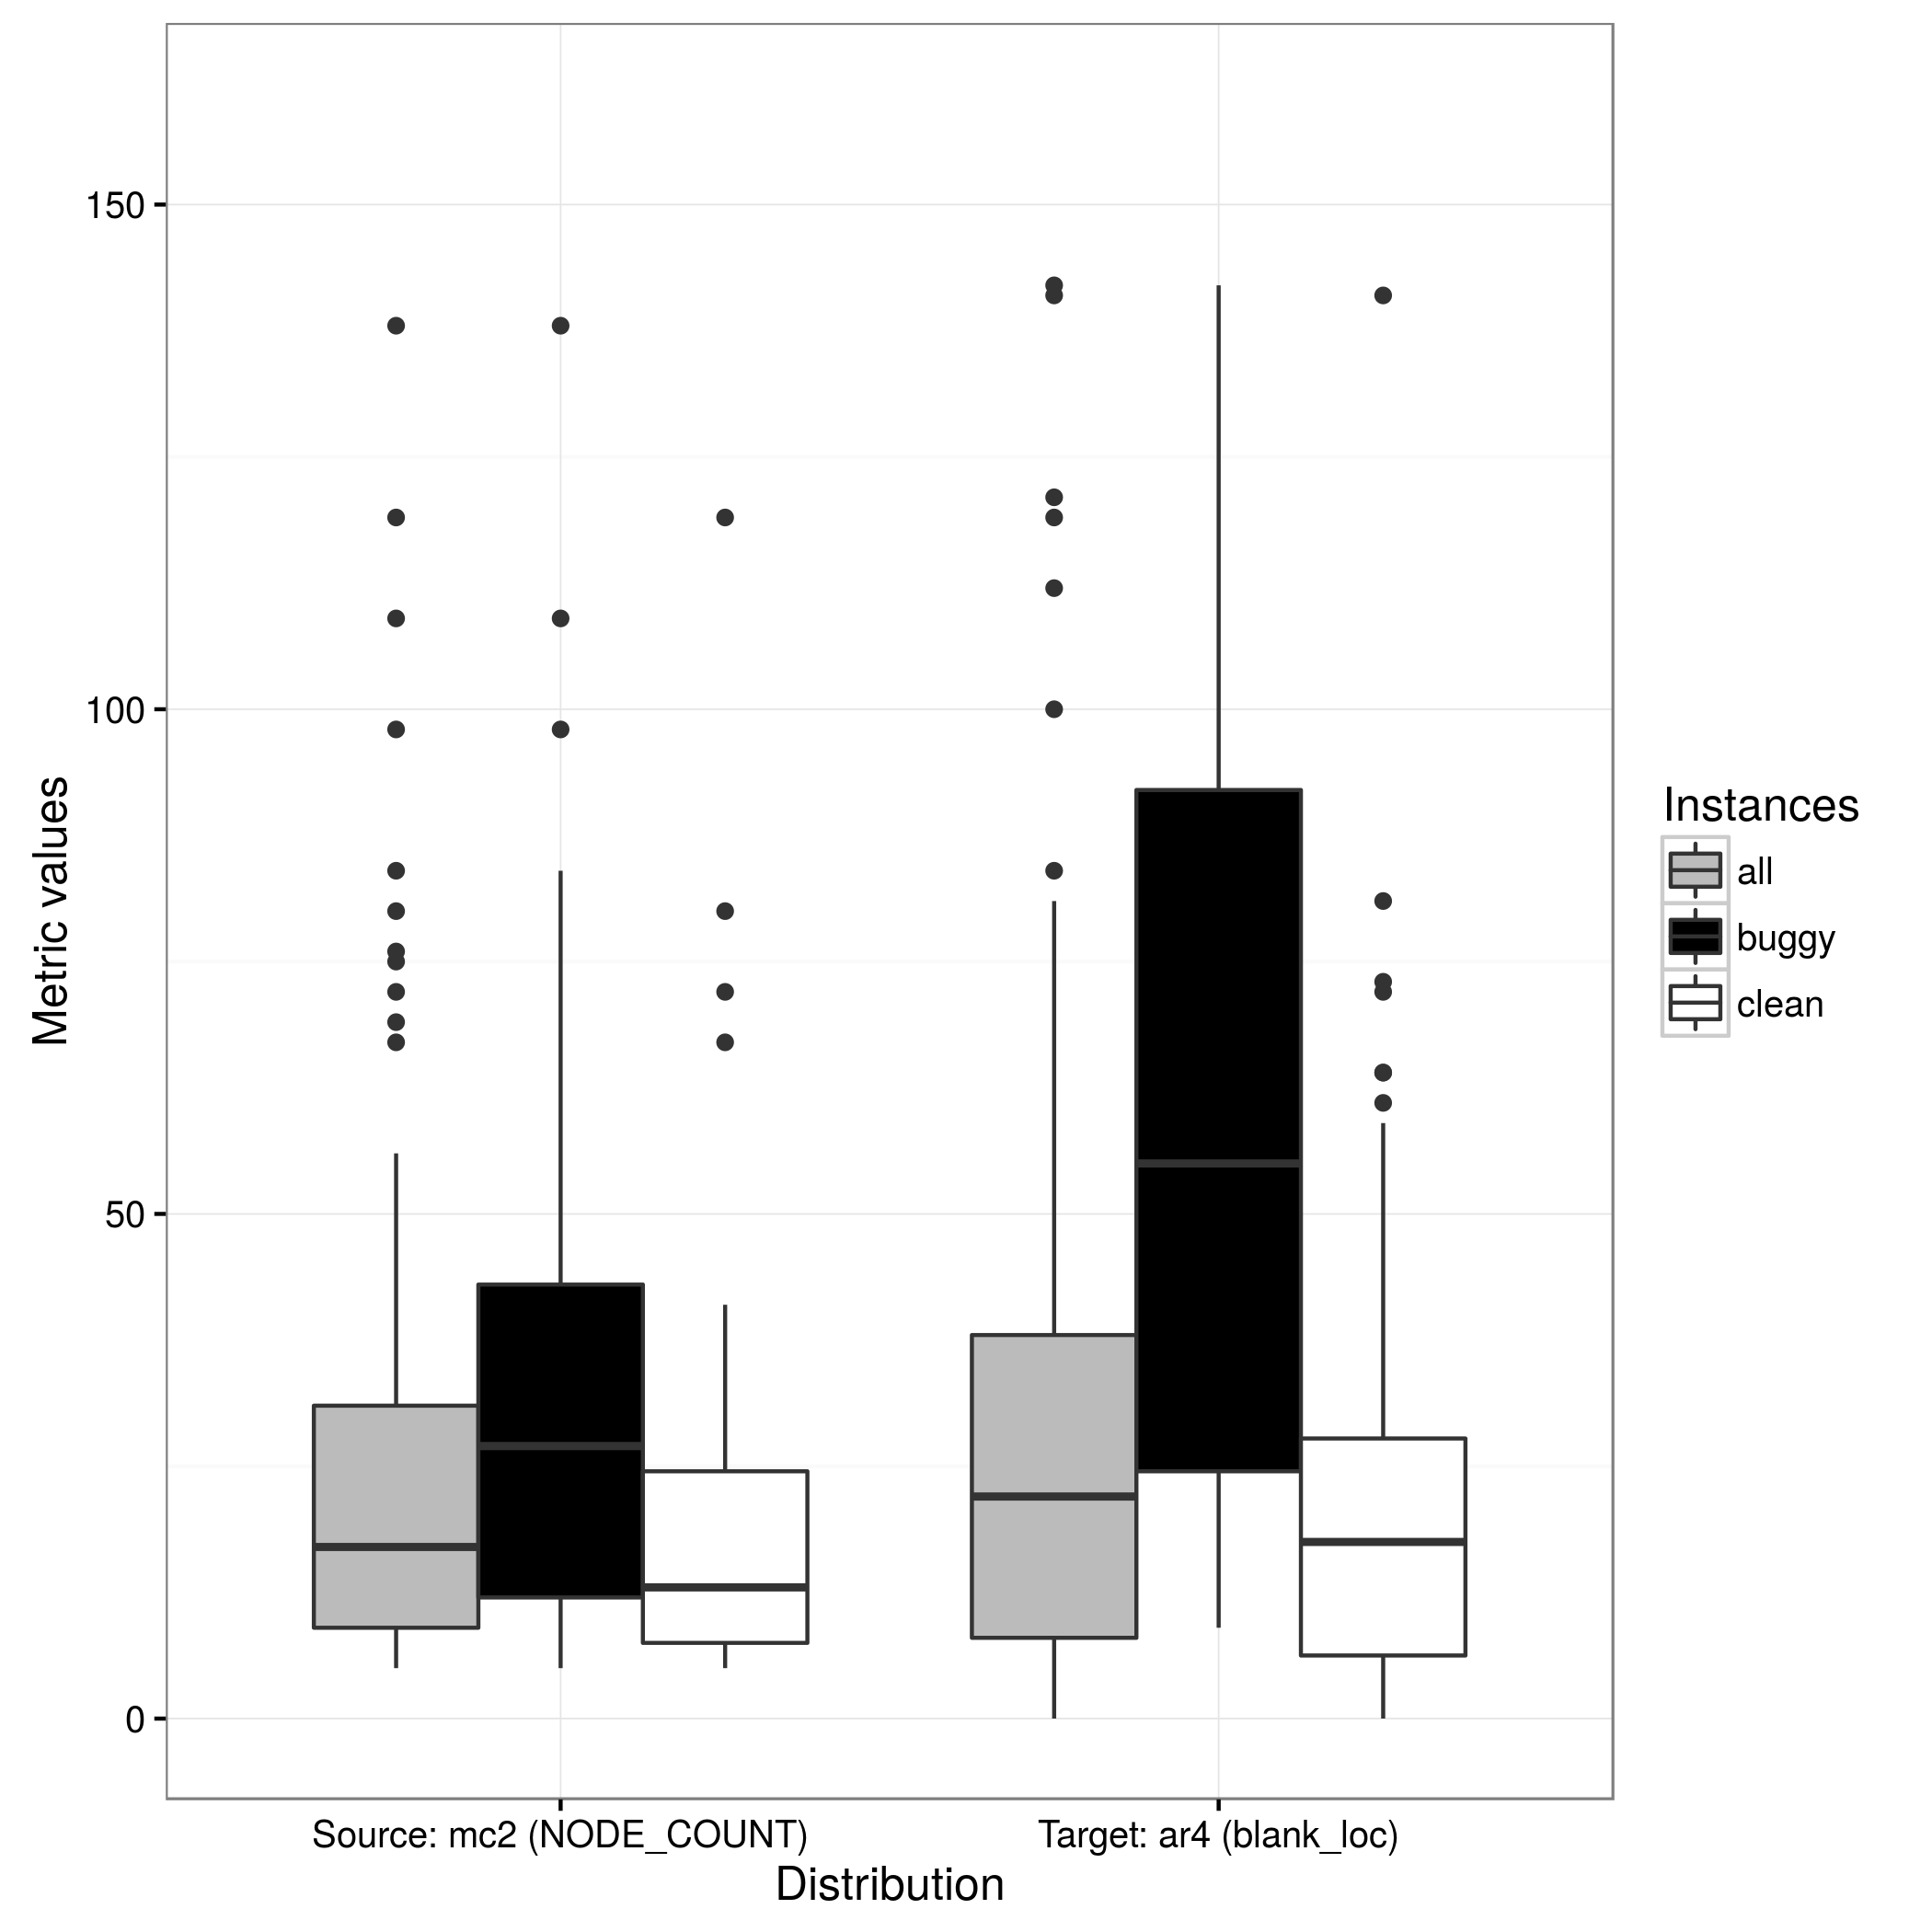 150
100
50
0
Metric values
Source: mc2 (NODE_COUNT)
Target: ar4 (blank_loc)
Distribution
Instances
all
buggy
clean